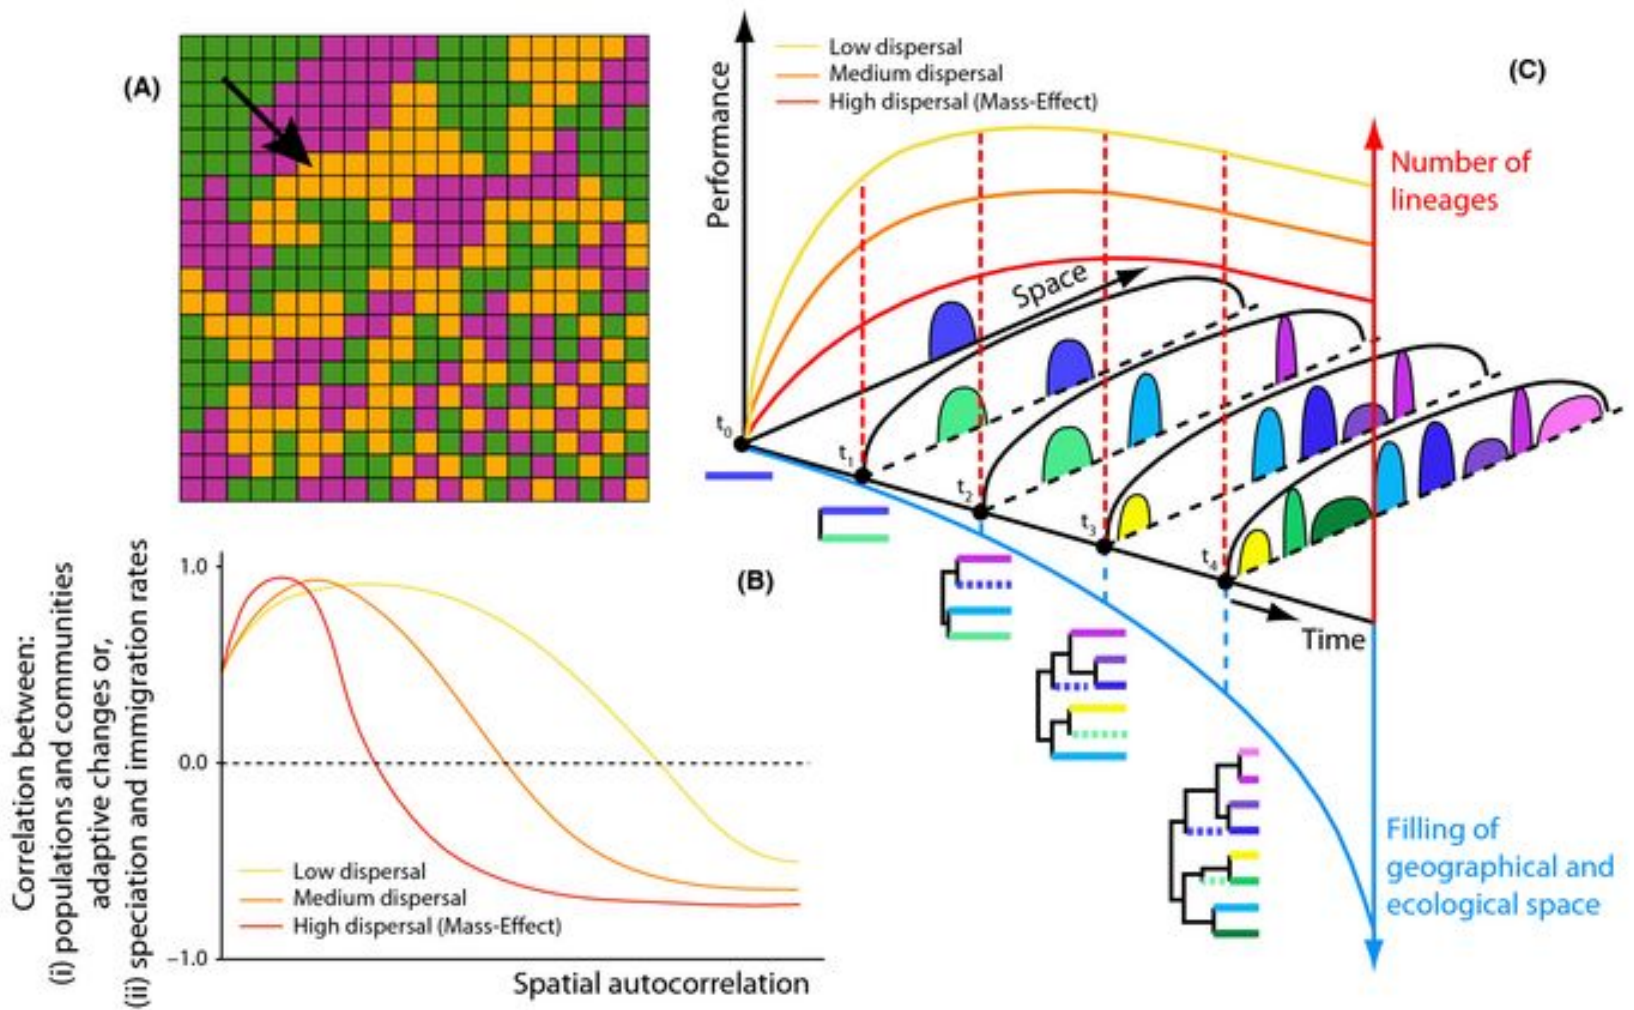 (A)
Performance
Low dispersal
Medium dispersal
High dispersal (Mass-Effect)
(C)
Number of
lineages
Space
t0
t1
t2
t3
t4
Time
Filling of
geographical and
ecological space
(B)
Correlation between:
(i) populations and communities
adaptive changes or,
(ii) speciation and immigration rates
1.0
0.0
−1.0
Low dispersal
Medium dispersal
High dispersal (Mass-Effect)
Spatial autocorrelation